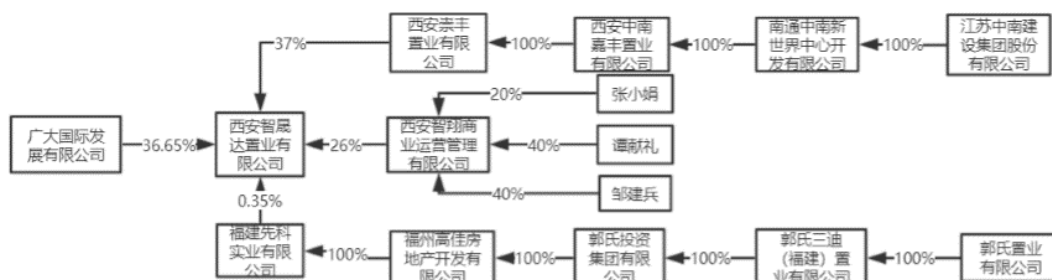 西安崇丰
置业有限
公司
37%
100%
西安中南
嘉丰置业
有限公司
100%
南通中南新
世界中心开
发有限公司
100%
江苏中南建
设集团股份
有限公司
广大国际发
展有限公司
36.65%
西安智晟
达置业有
限公司
26%
西安智翔商
业运营管理
有限公司
20%
张小娟
40%
谭献礼
40%
邹建兵
0.35%
福建先科
实业有限
公司
100%
福州高佳房
地产开发有
限公司
100%
郭氏投资
集团有限公
司
100%
郭氏三迪
（福建）置
业有限公司
100%
郭氏置业
有限公司